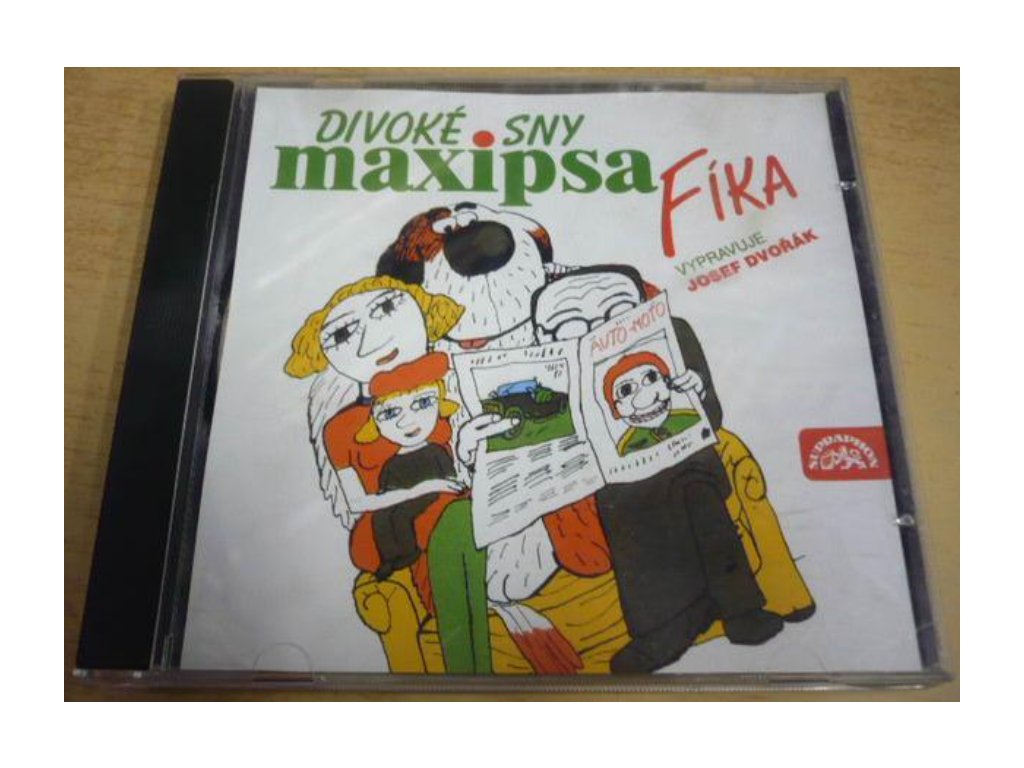 DIVOKÉ SNY
maxipsa
FÍKA
VYPRAVUJE
JOSEF DVOŘÁK
AUTO-MOTO
SUPRAPHON